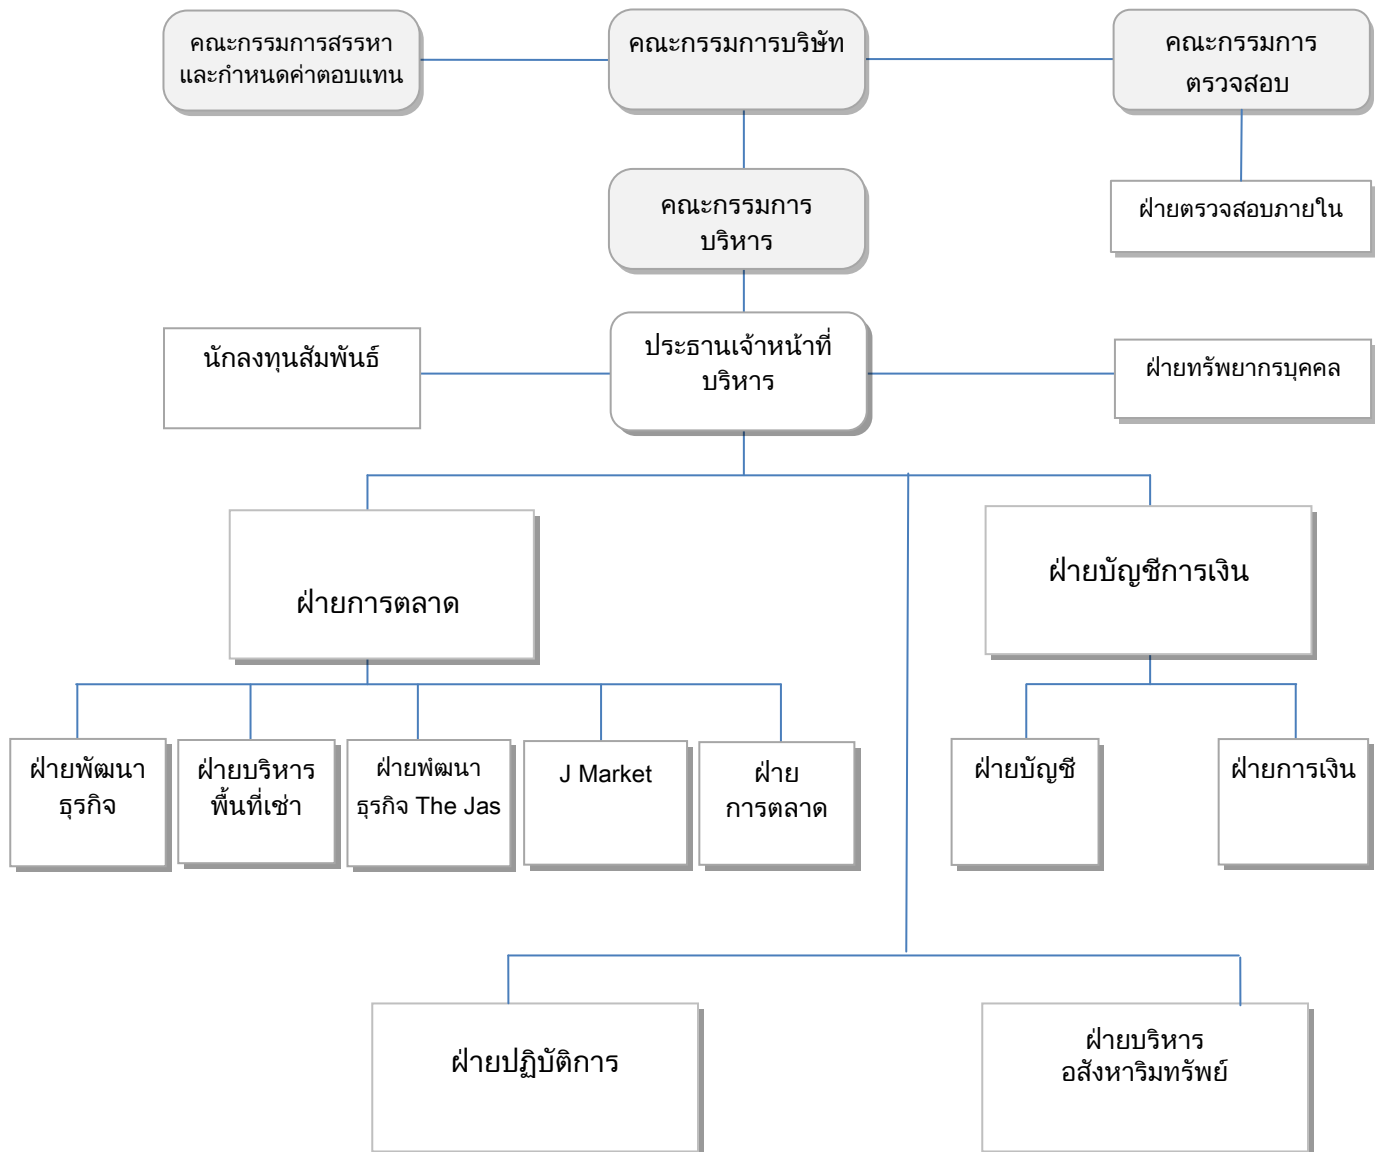 คณะกรรมการสรรหา
และกำหนดค่าตอบแทน
คณะกรรมการบริษัท
คณะกรรมการ
ตรวจสอบ
คณะกรรมการ
บริหาร
ฝ่ายตรวจสอบภายใน
นักลงทุนสัมพันธ์
ประธานเจ้าหน้าที่
บริหาร
ฝ่ายทรัพยากรบุคคล
ฝ่ายการตลาด
ฝ่ายบัญชีการเงิน
ฝ่ายพัฒนา
ธุรกิจ
ฝ่ายบริหาร
พื้นที่เช่า
ฝ่ายพํฒนา
ธุรกิจ The Jas
J Market
ฝ่าย
การตลาด
ฝ่ายบัญชี
ฝ่ายการเงิน
ฝ่ายปฏิบัติการ
ฝ่ายบริหาร
อสังหาริมทรัพย์